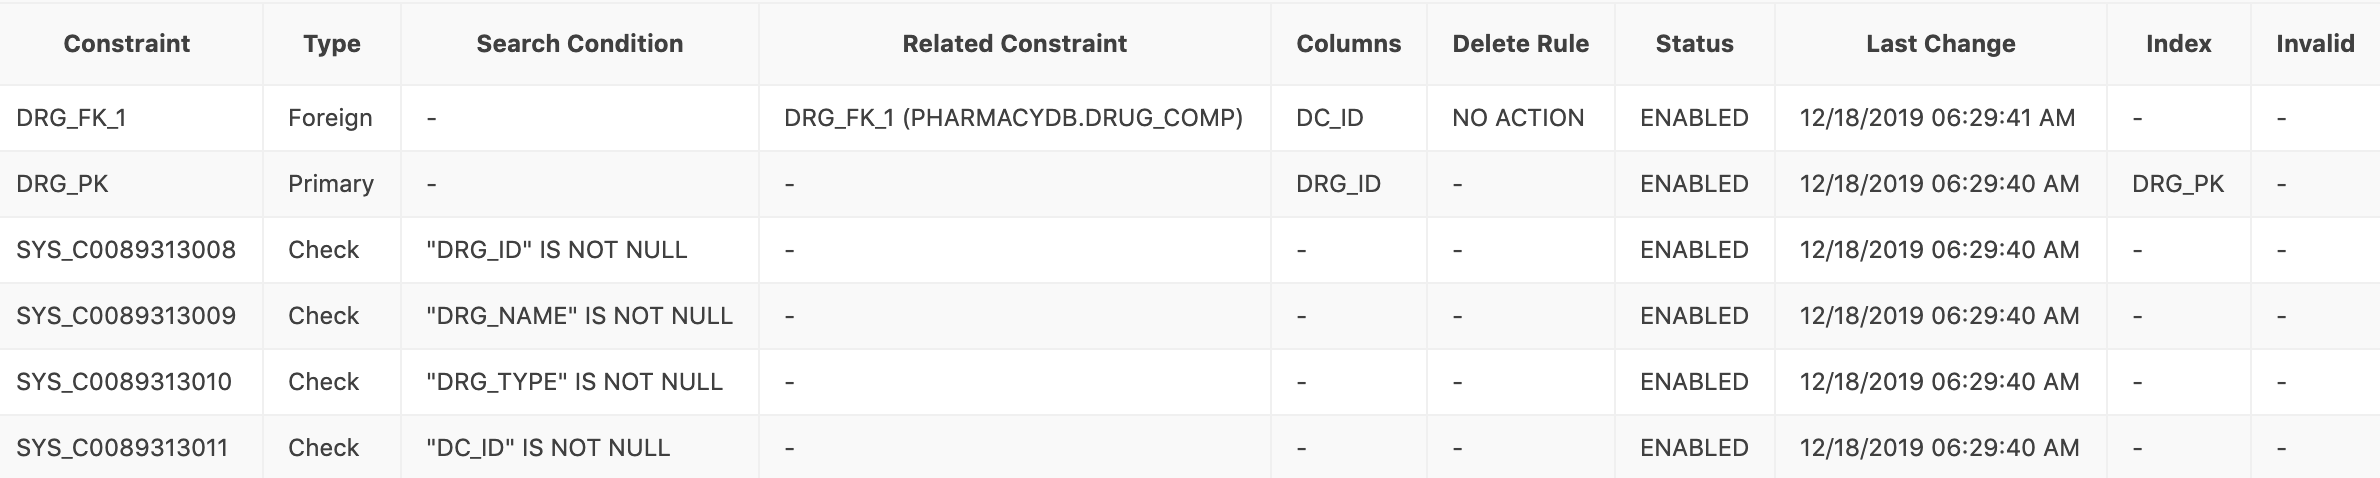 Constraint Type Search Condition Related Constraint Columns Delete Rule Status Last Change Index Invalid
DRG_FK_1 Foreign - DRG_FK_1 (PHARMACYDB.DRUG_COMP) DC_ID NO ACTION ENABLED 12/18/2019 06:29:41 AM - -
DRG_PK Primary - - DRG_ID - ENABLED 12/18/2019 06:29:40 AM DRG_PK -
SYS_C0089313008 Check "DRG_ID" IS NOT NULL - - - ENABLED 12/18/2019 06:29:40 AM - -
SYS_C0089313009 Check "DRG_NAME" IS NOT NULL - - - ENABLED 12/18/2019 06:29:40 AM - -
SYS_C0089313010 Check "DRG_TYPE" IS NOT NULL - - - ENABLED 12/18/2019 06:29:40 AM - -
SYS_C0089313011 Check "DC_ID" IS NOT NULL - - - ENABLED 12/18/2019 06:29:40 AM - -